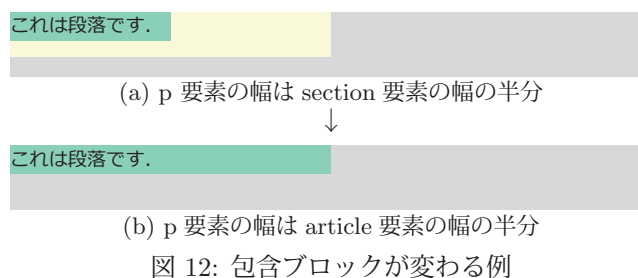 これは段落です.
(a) p 要素の幅は section 要素の幅の半分
↓
これは段落です.
(b) p 要素の幅は article 要素の幅の半分
図 12: 包含ブロックが変わる例